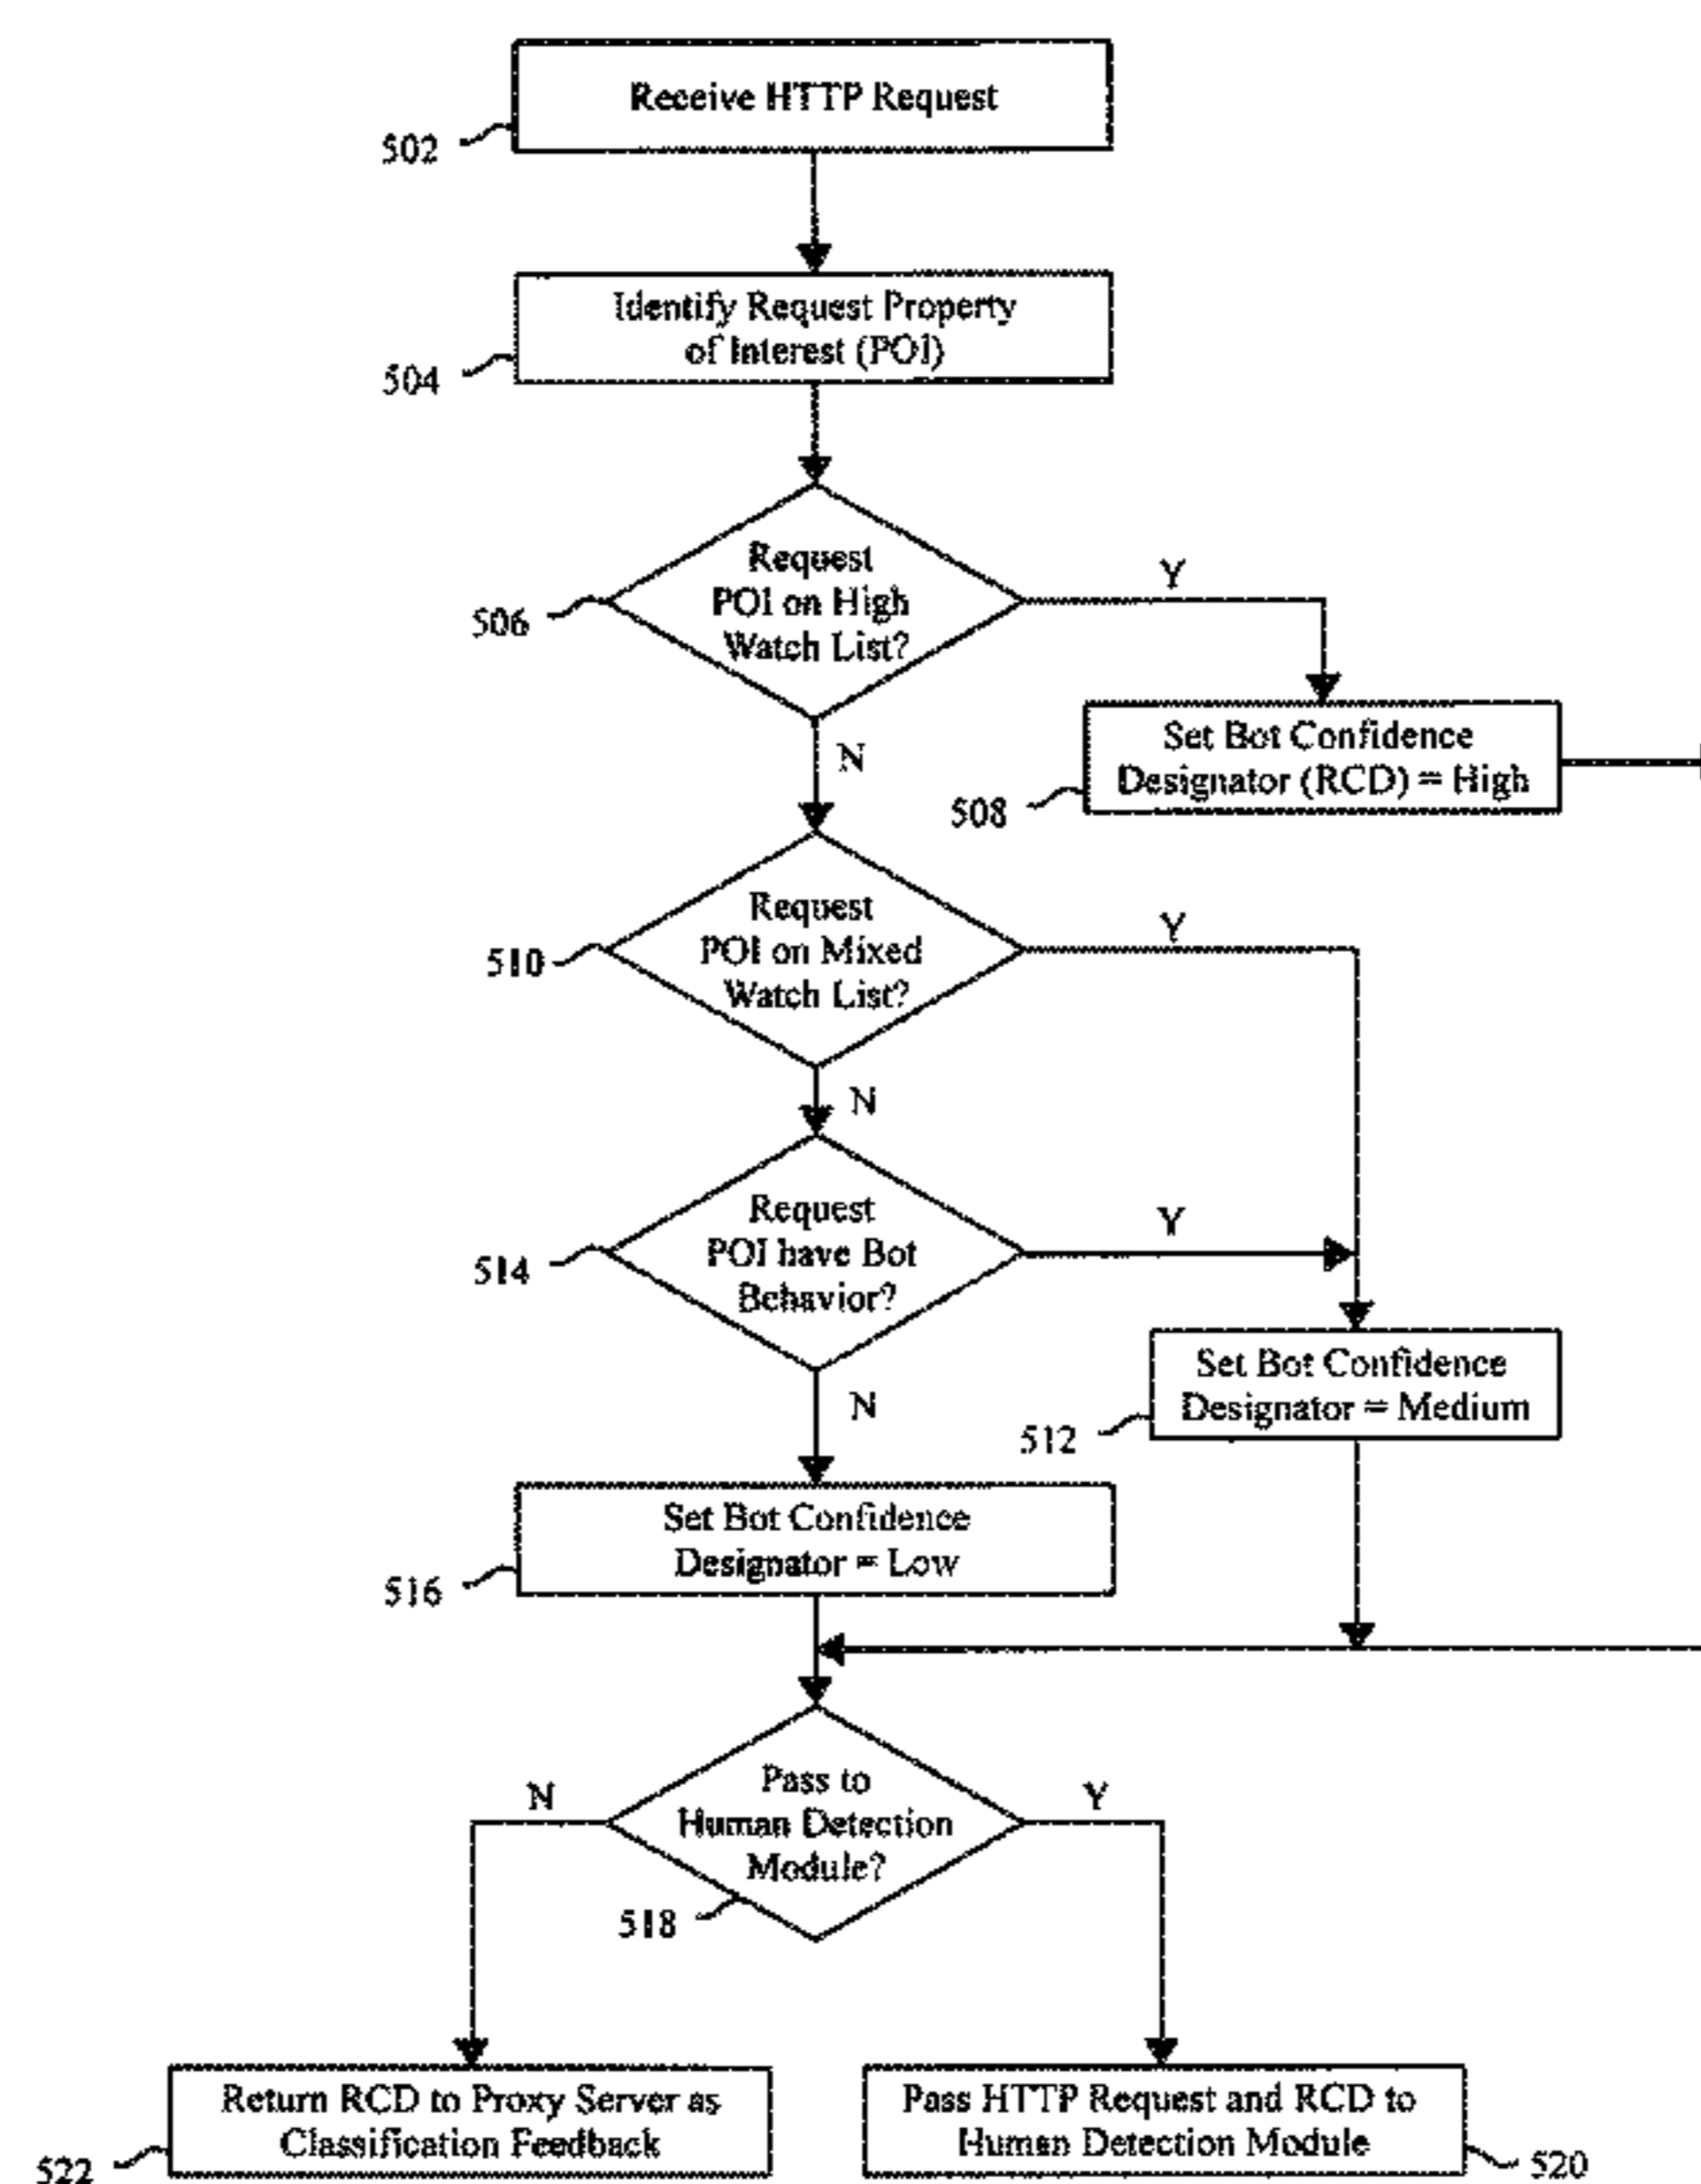 Receive HTTP Request
502
Identify Request Property
of Interest (POI)
504
Request
POI on High
Watch List?
506
Y
N
Set Bot Confidence
Designator (RCD) = High
508
Request
POI on Mixed
Watch List?
510
Y
N
Request
POI have Bot
Behavior?
514
Y
N
Set Bot Confidence
Designator = Medium
512
Set Bot Confidence
Designator = Low
516
Pass to
Human Detection
Module?
518
N
Y
Return RCD to Proxy Server as
Classification Feedback
522
Pass HTTP Request and RCD to
Human Detection Module
520